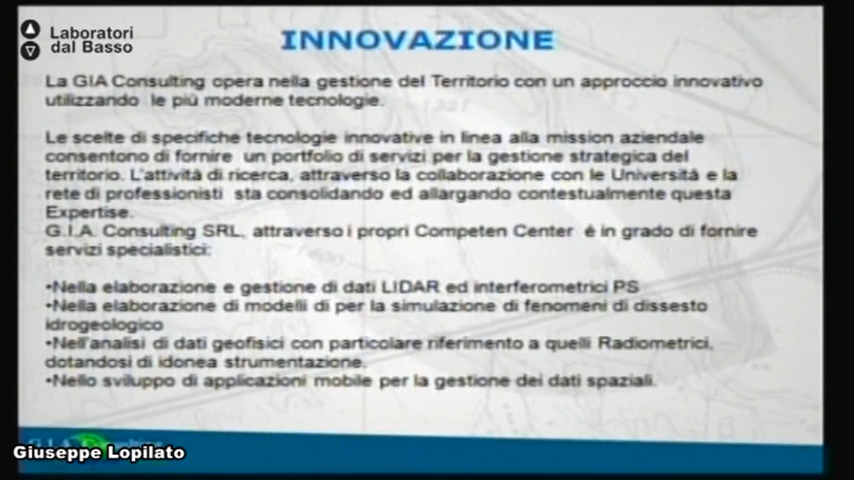 Laboratori
dal Basso
INNOVAZIONE
La GIA Consulting opera nella gestione del Territorio con un approccio innovativo
utilizzando le più moderne tecnologie.
Le scelte di specifiche tecnologie innovative in linea alla mission aziendale
consentono di fornire un portfolio di servizi per la gestione strategica del
territorio. L'attività di ricerca, attraverso la collaborazione con le Università e la
rete di professionisti sta consolidando ed allargando contestualmente questa
Expertise.
G.I.A. Consulting SRL, attraverso i propri Competen Center é in grado di fornire
servizi specialistici:
•Nella elaborazione e gestione di dati LIDAR ed interferometrici PS
•Nella elaborazione di modelli di per la simulazione di fenomeni di dissesto
idrogeologico
•Nell'analisi di dati geofisici con particolare riferimento a quelli Radiometrici,
dotandosi di idonea strumentazione.
•Nello sviluppo di applicazioni mobile per la gestione dei dati spaziali.
Giuseppe Lopilato